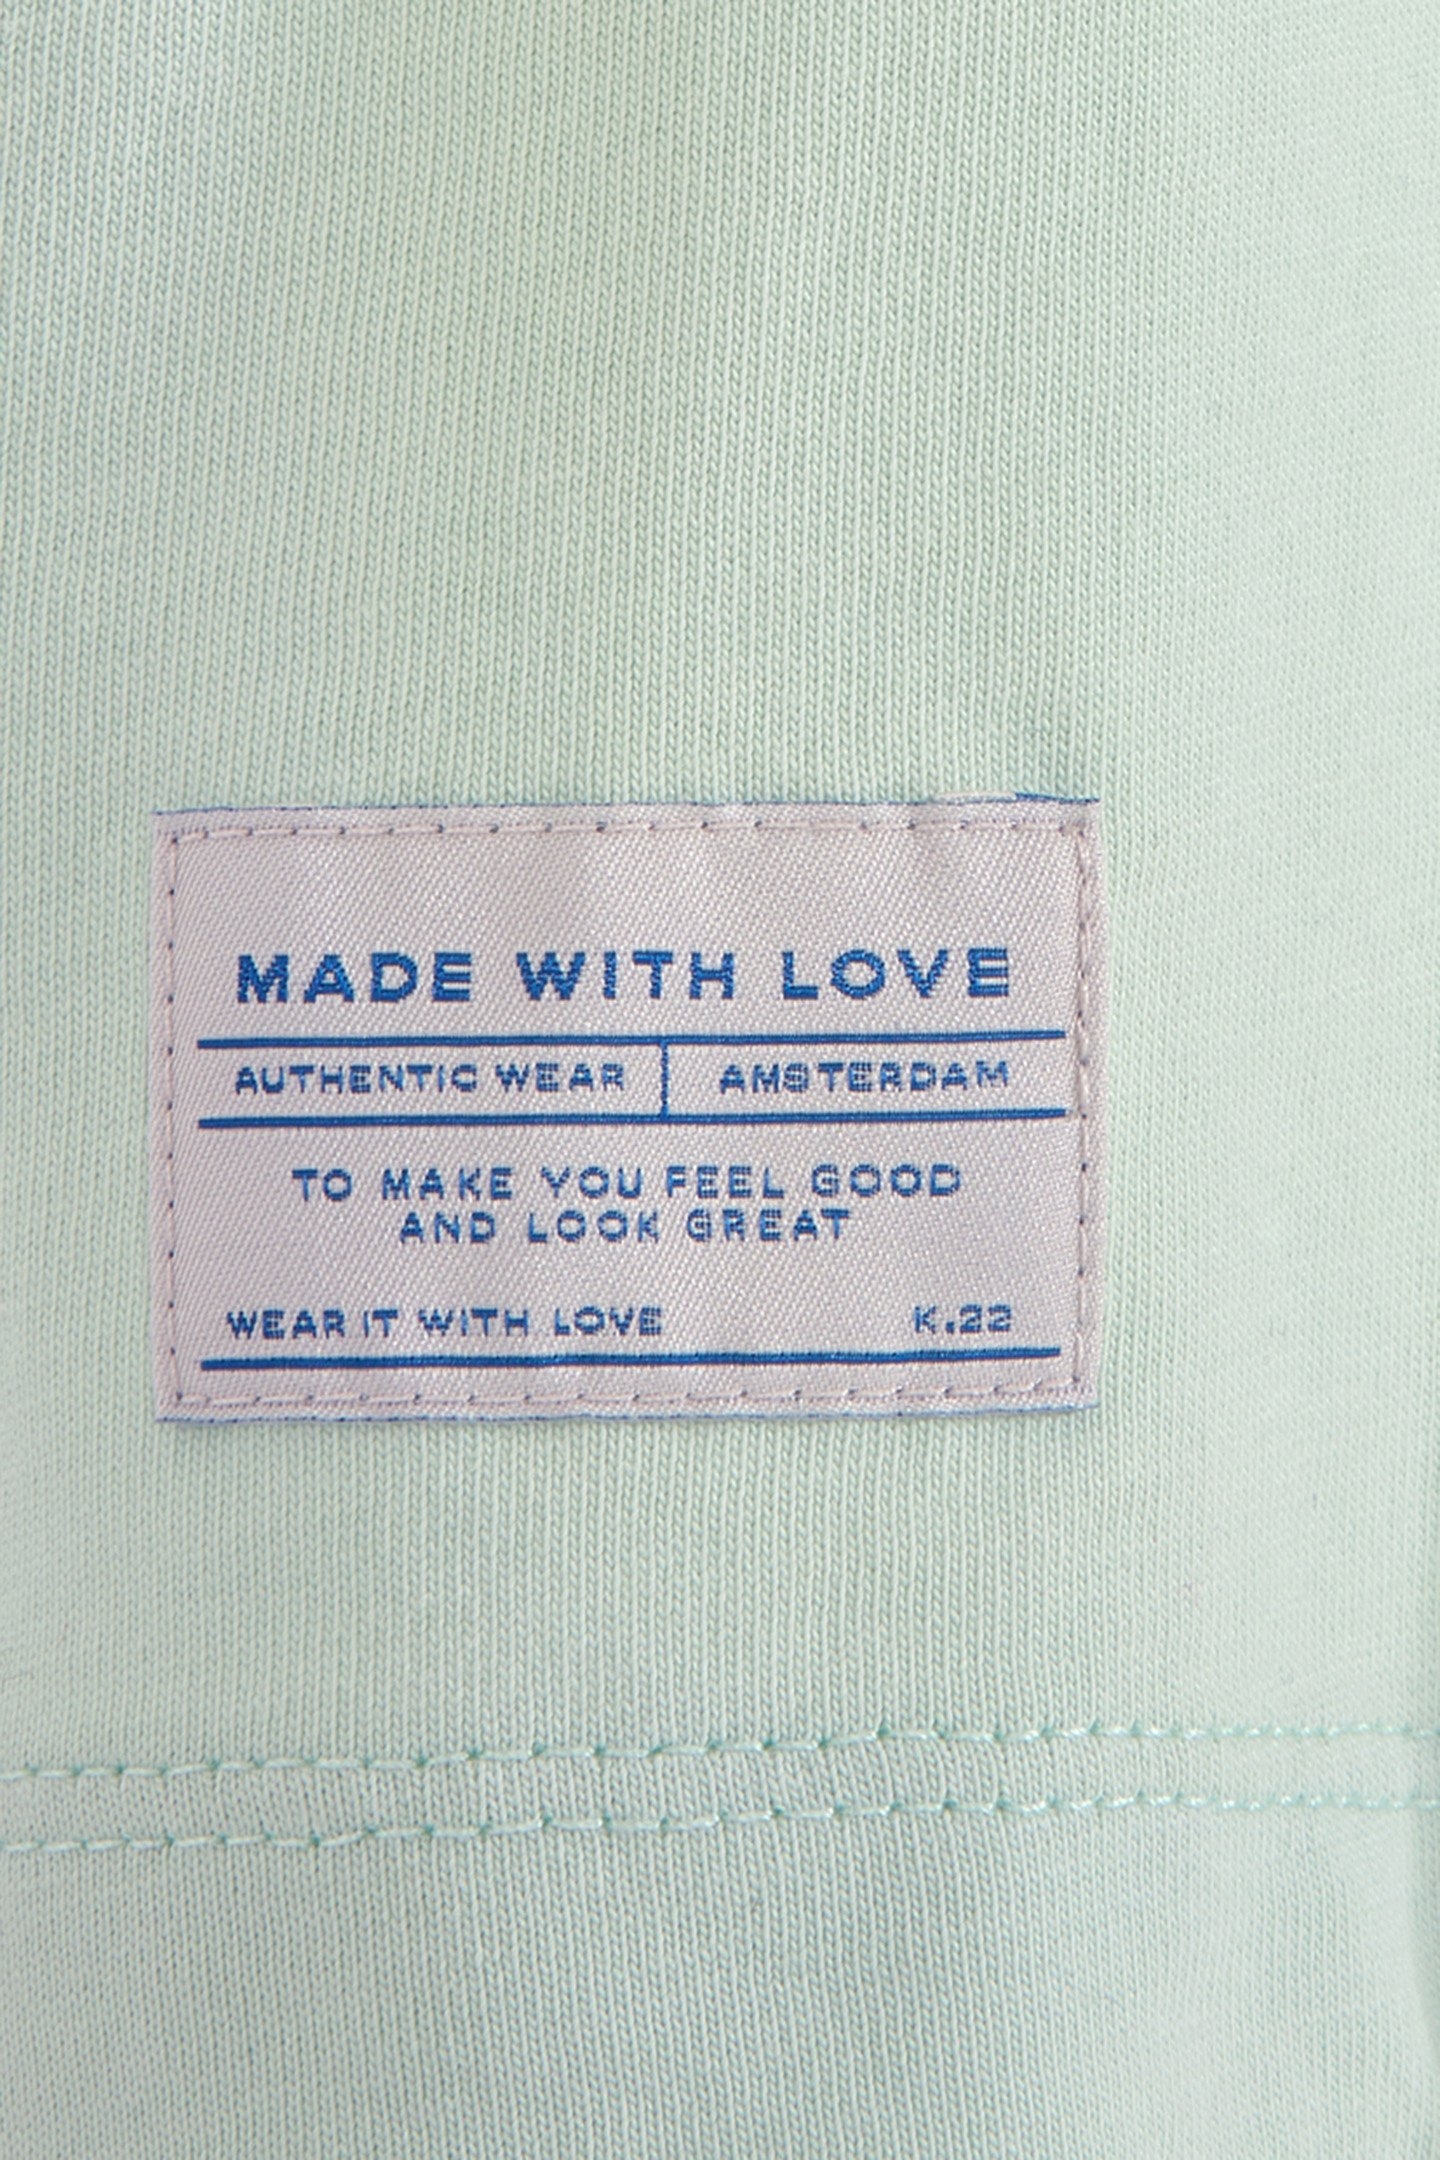 MADE WITH LOVE
AUTHENTIC WEAR AMSTERDAM
TO MAKE YOU FEEL GOOD
AND LOOK GREAT
WEAR IT WITH LOVE K.22